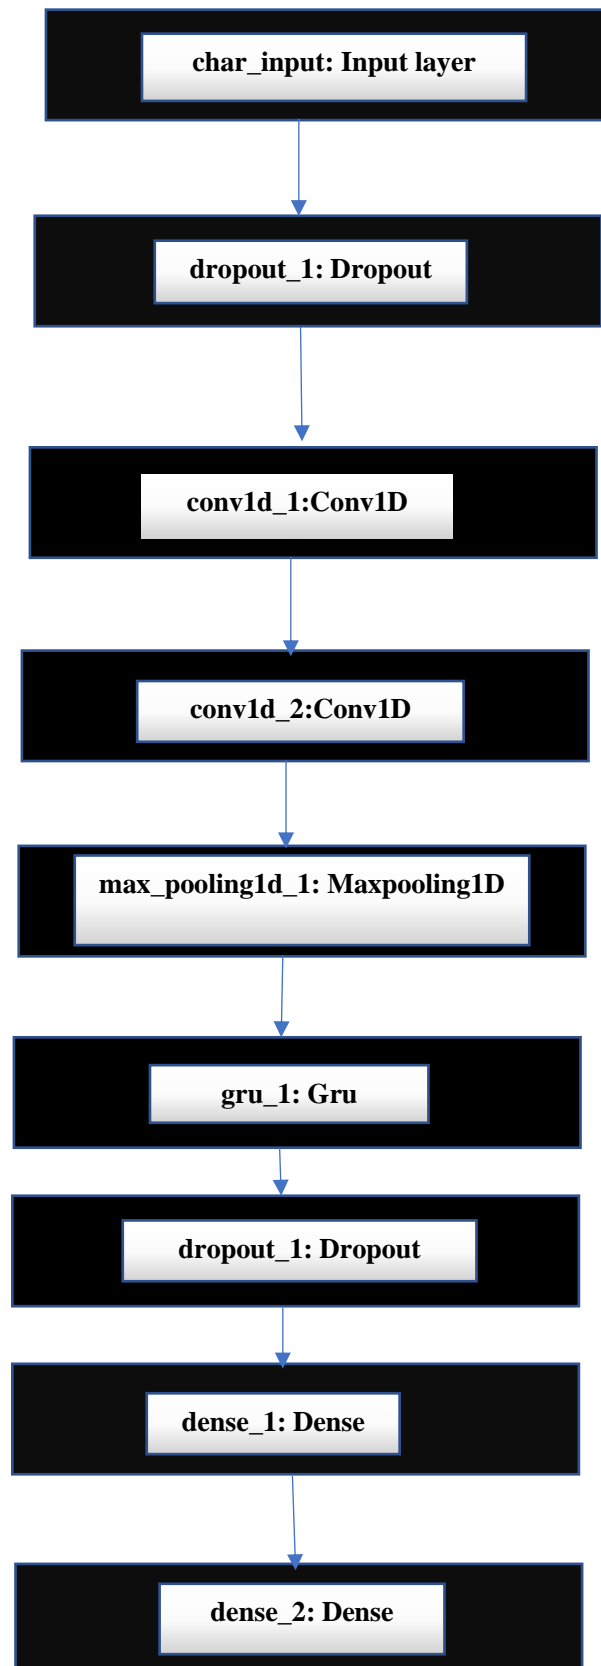 char_input: Input layer
dropout_1: Dropout
conv1d_1:Conv1D
conv1d_2:Conv1D
max_pooling1d_1: Maxpooling1D
gru_1: Gru
dropout_1: Dropout
dense_1: Dense
dense_2: Dense